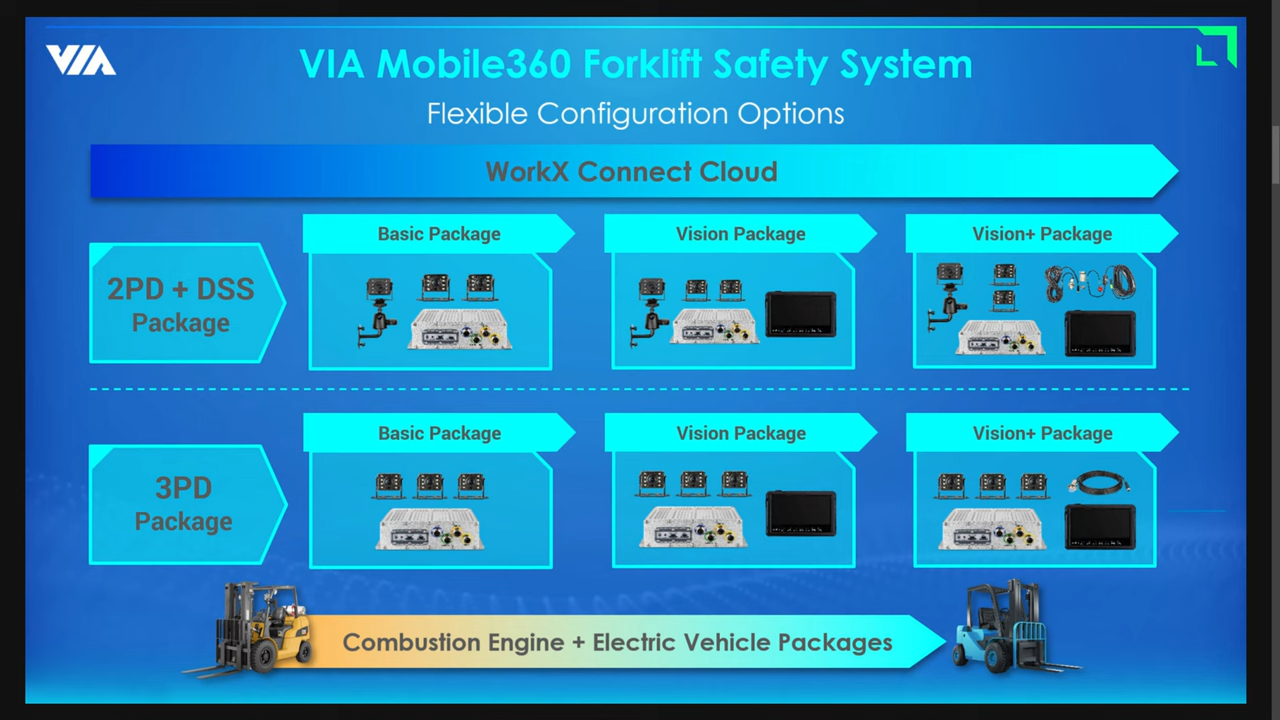 VIA
VIA Mobile360 Forklift Safety System
Flexible Configuration Options
WorkX Connect Cloud
2PD + DSS
Package
Basic Package
Vision Package
Vision+ Package
3PD
Package
Basic Package
Vision Package
Vision+ Package
Combustion Engine + Electric Vehicle Packages